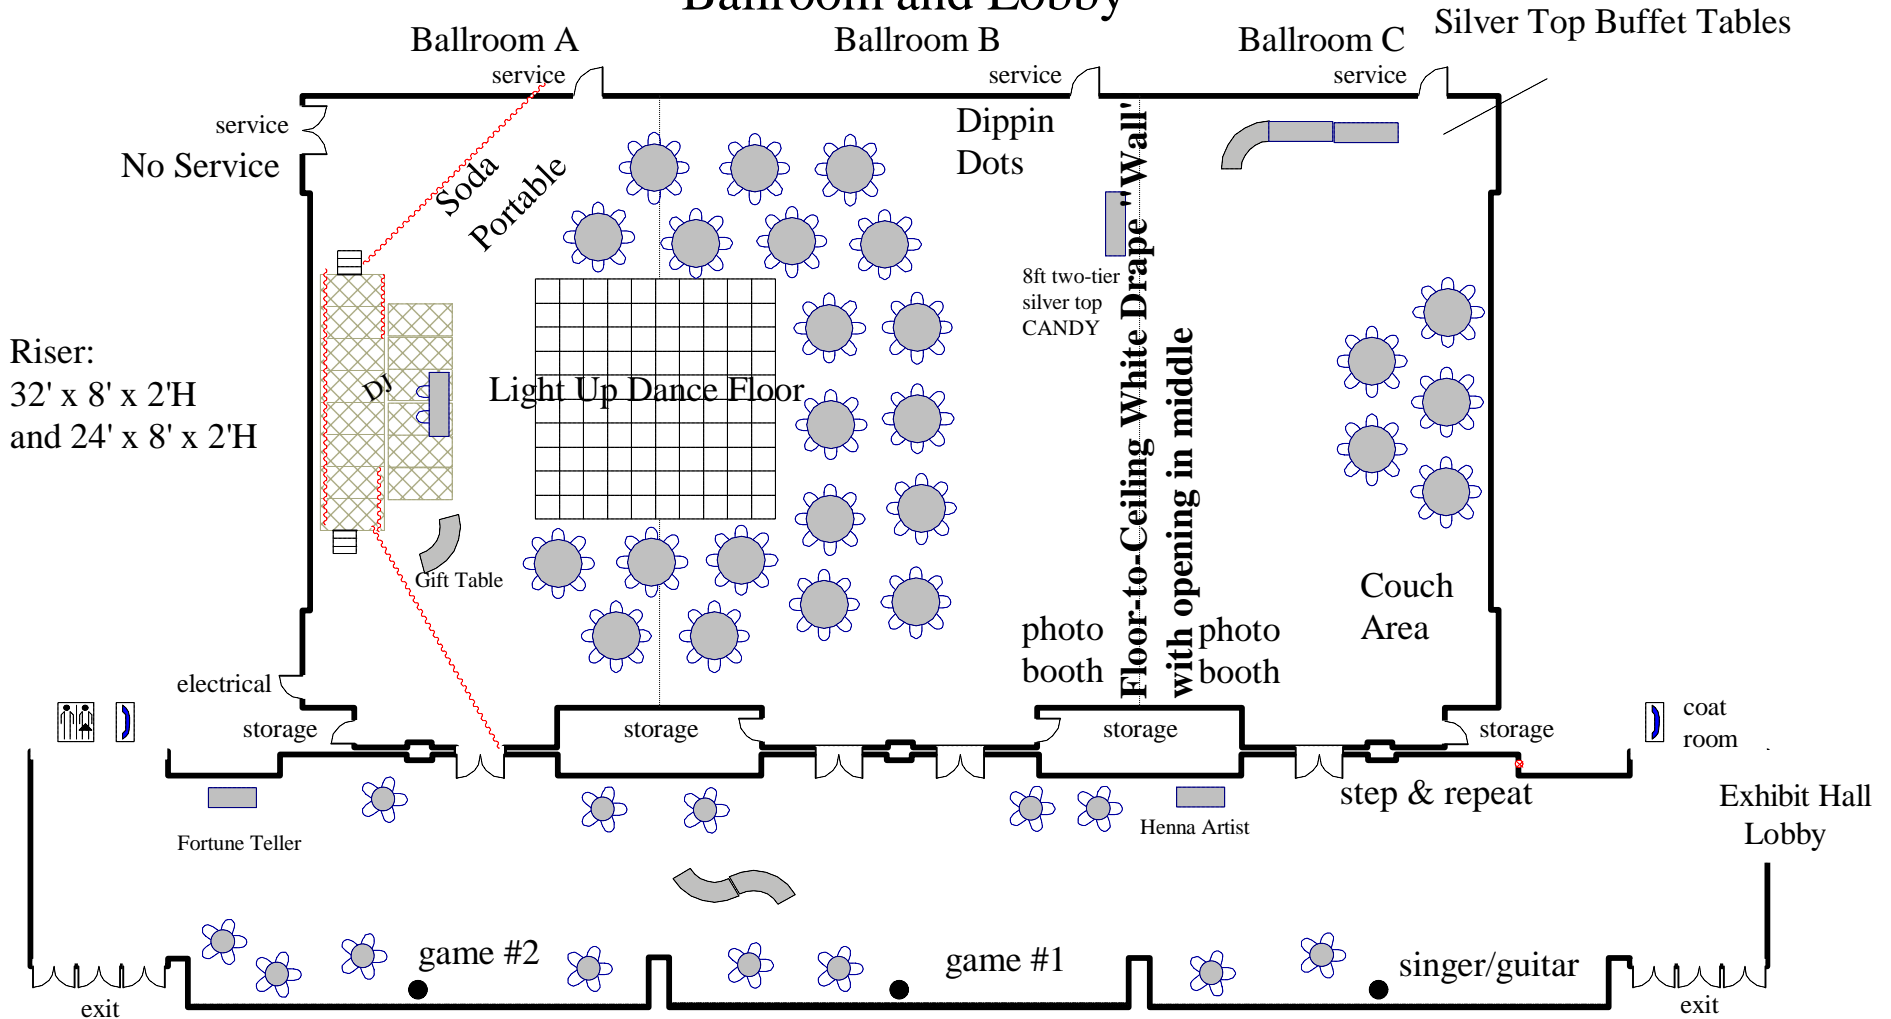 Ballroom and Lobby
Silver Top Buffet Tables
Ballroom A
Ballroom B
Ballroom C
service
service
service
service
No Service
Dippin
Dots
Soda
Portable
Floor-to-Ceiling White Drape "Wall'
with opening in middle
8ft two-tier
silver top
CANDY
Riser:
32' x 8' x 2'H
and 24' x 8' x 2'H
DJ
Light Up Dance Floor
Gift Table
Couch
Area
photo
booth
photo
booth
electrical
storage
storage
storage
storage
coat
room
Fortune Teller
Henna Artist
step & repeat
Exhibit Hall
Lobby
game #2
game #1
singer/guitar
exit
exit